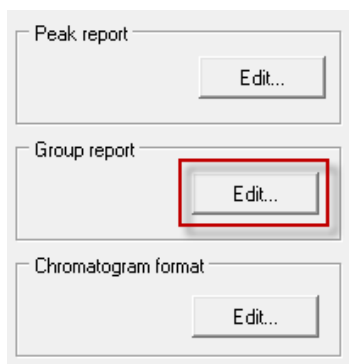 Peak report
Edit...
Group report
Edit...
Chromatogram format
Edit...